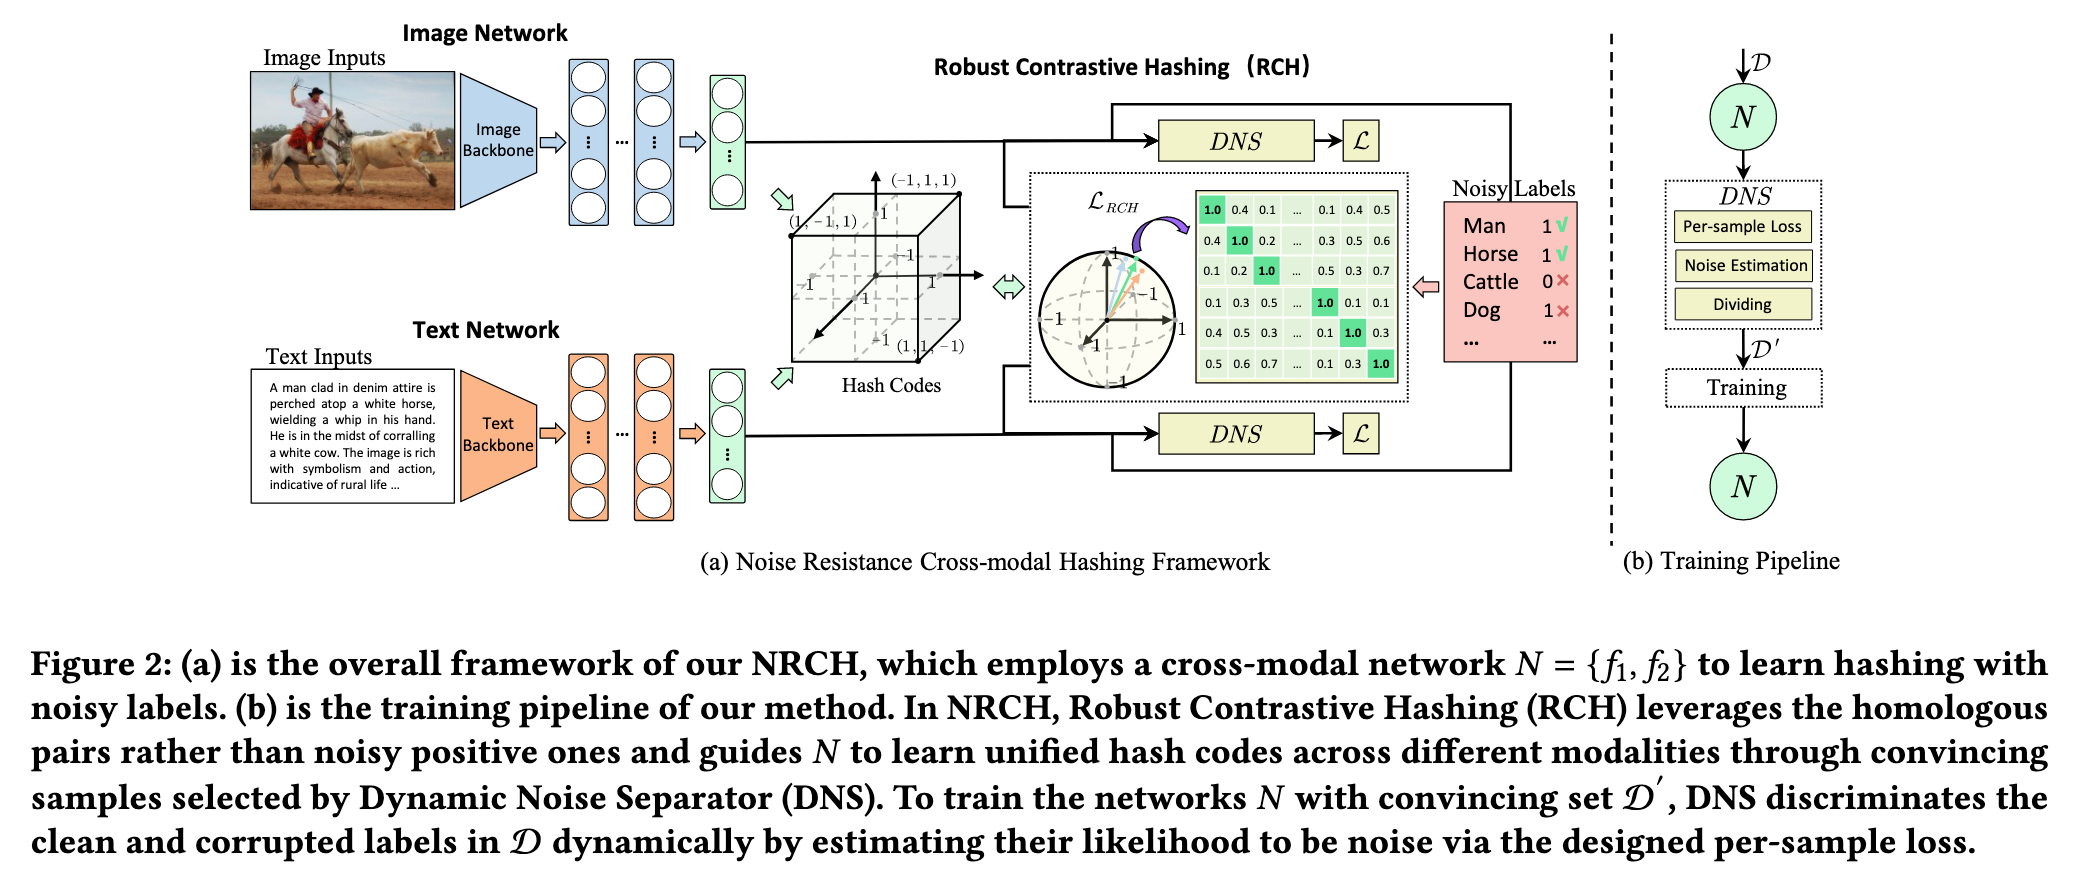 Image Network
Image Inputs
Image
Backbone
...
Text Network
Text Inputs
A man clad in denim attire is
perched atop a white horse,
wielding a whip in his hand.
He is in the midst of corralling
a white cow. The image is rich
with symbolism and action,
indicative of rural life ...
Text
Backbone
...
Robust Contrastive Hashing (RCH)
(−1, 1, 1)
(1, −1, 1)
1
−1
−1
1
1
−1
(1, 1, −1)
Hash Codes
DNS
ℒ
ℒ_RCH
1
−1
−1
1
−1
−1
1.0 0.4 0.1 ... 0.1 0.4 0.5
0.4 1.0 0.2 ... 0.3 0.5 0.6
0.1 0.2 1.0 ... 0.5 0.3 0.7
0.1 0.3 0.5 ... 1.0 0.1 0.1
0.4 0.5 0.3 ... 0.1 1.0 0.3
0.5 0.6 0.7 ... 0.1 0.3 1.0
DNS
ℒ
Noisy Labels
Man 1 √
Horse 1 √
Cattle 0 ×
Dog 1 ×
... ...
(a) Noise Resistance Cross-modal Hashing Framework
𝒟
N
DNS
Per-sample Loss
Noise Estimation
Dividing
𝒟′
Training
N
(b) Training Pipeline
Figure 2: (a) is the overall framework of our NRCH, which employs a cross-modal network N = {f₁, f₂} to learn hashing with
noisy labels. (b) is the training pipeline of our method. In NRCH, Robust Contrastive Hashing (RCH) leverages the homologous
pairs rather than noisy positive ones and guides N to learn unified hash codes across different modalities through convincing
samples selected by Dynamic Noise Separator (DNS). To train the networks N with convincing set 𝒟′, DNS discriminates the
clean and corrupted labels in 𝒟 dynamically by estimating their likelihood to be noise via the designed per-sample loss.